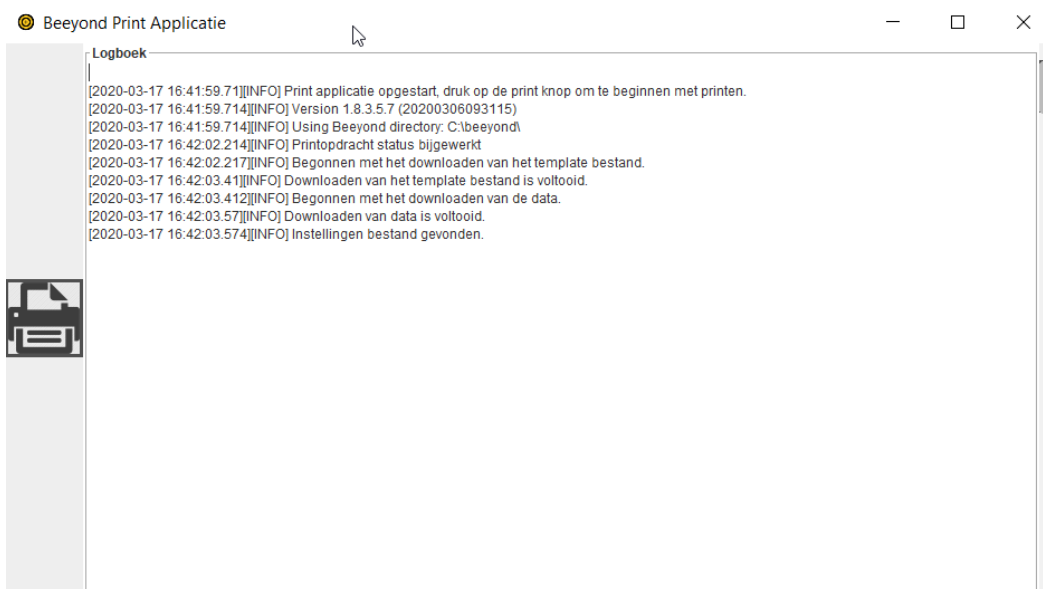 Beeyond Print Applicatie
Logboek
[2020-03-17 16:41:59.71][INFO] Print applicatie opgestart, druk op de print knop om te beginnen met printen.
[2020-03-17 16:41:59.714][INFO] Version 1.8.3.5.7 (20200306093115)
[2020-03-17 16:41:59.714][INFO] Using Beeyond directory: C:\beeyond\
[2020-03-17 16:42:02.214][INFO] Printopdracht status bijgewerkt
[2020-03-17 16:42:02.217][INFO] Begonnen met het downloaden van het template bestand.
[2020-03-17 16:42:03.41][INFO] Downloaden van het template bestand is voltooid.
[2020-03-17 16:42:03.412][INFO] Begonnen met het downloaden van de data.
[2020-03-17 16:42:03.57][INFO] Downloaden van data is voltooid.
[2020-03-17 16:42:03.574][INFO] Instellingen bestand gevonden.